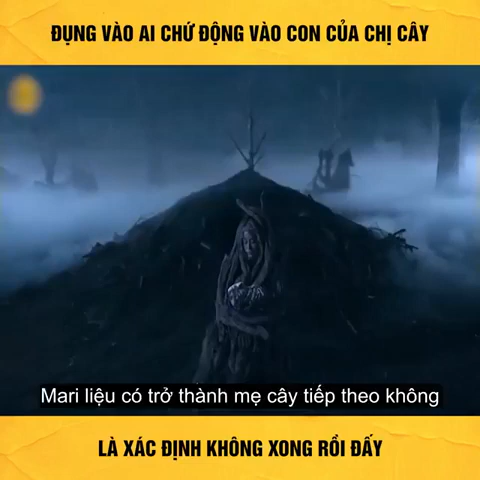 ĐỤNG VÀO AI CHỨ ĐỘNG VÀO CON CỦA CHỊ CÂY
Mari liệu có trở thành mẹ cây tiếp theo không
LÀ XÁC ĐỊNH KHÔNG XONG RỒI ĐẤY